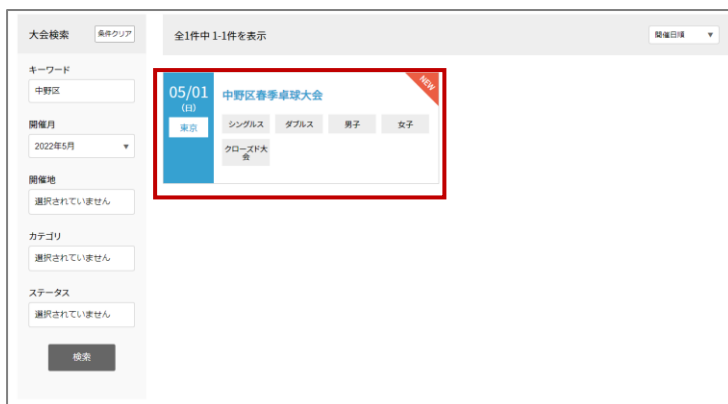 大会検索
条件クリア
キーワード
中野区
開催月
2022年5月
開催地
選択されていません
カテゴリ
選択されていません
ステータス
選択されていません
検索
全1件中 1-1件を表示
開催日順
05/01
(日)
東京
中野区春季卓球大会
NEW
シングルス ダブルス 男子 女子
クローズド大
会